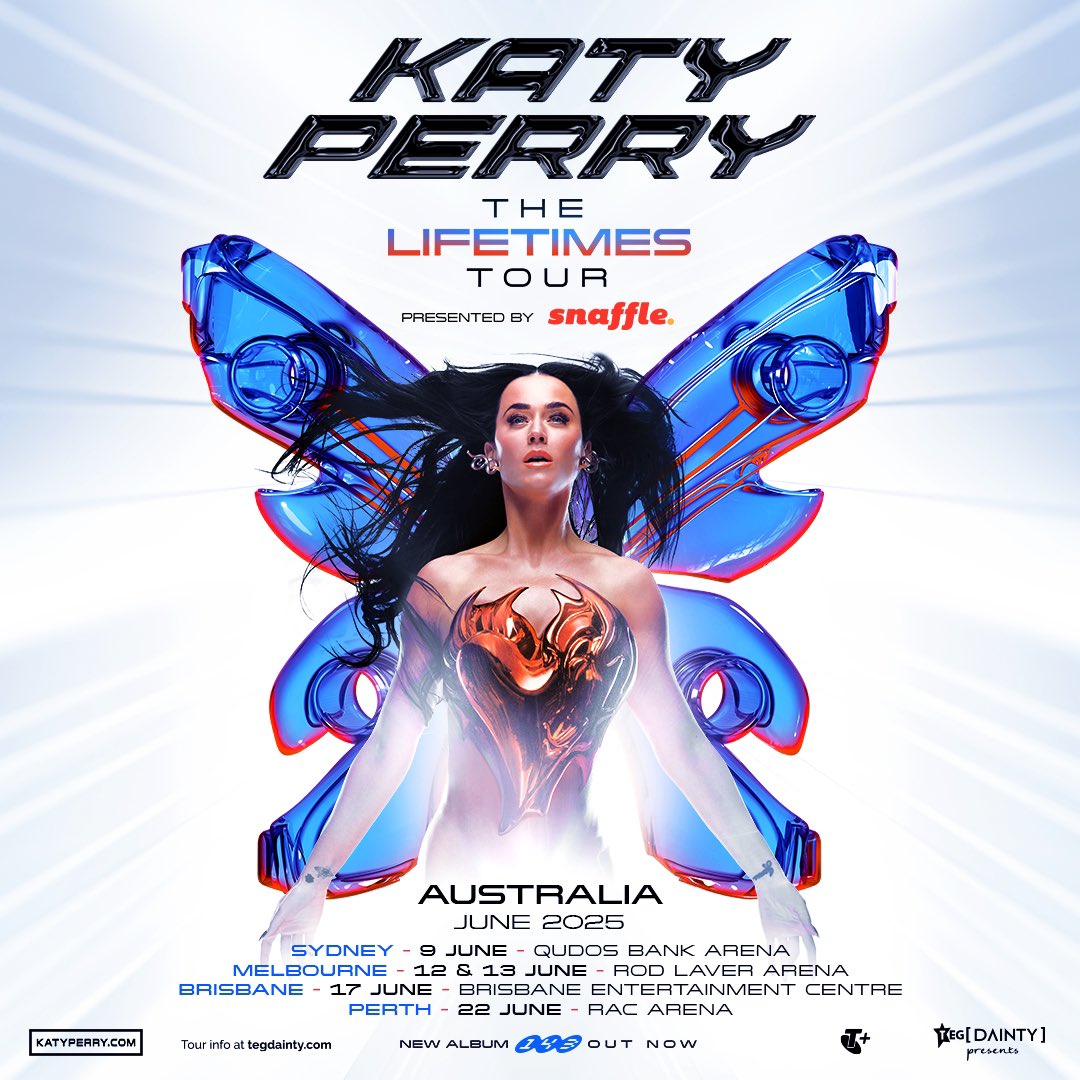 KATY
PERRY
THE
LIFETIMES
TOUR
PRESENTED BY snaffle.
AUSTRALIA
JUNE 2025
SYDNEY - 9 JUNE - QUDOS BANK ARENA
MELBOURNE - 12 & 13 JUNE - ROD LAVER ARENA
BRISBANE - 17 JUNE - BRISBANE ENTERTAINMENT CENTRE
PERTH - 22 JUNE - RAC ARENA
KATYPERRY.COM
Tour info at tegdainty.com
NEW ALBUM 143 OUT NOW
T+
TEG[DAINTY]
presents